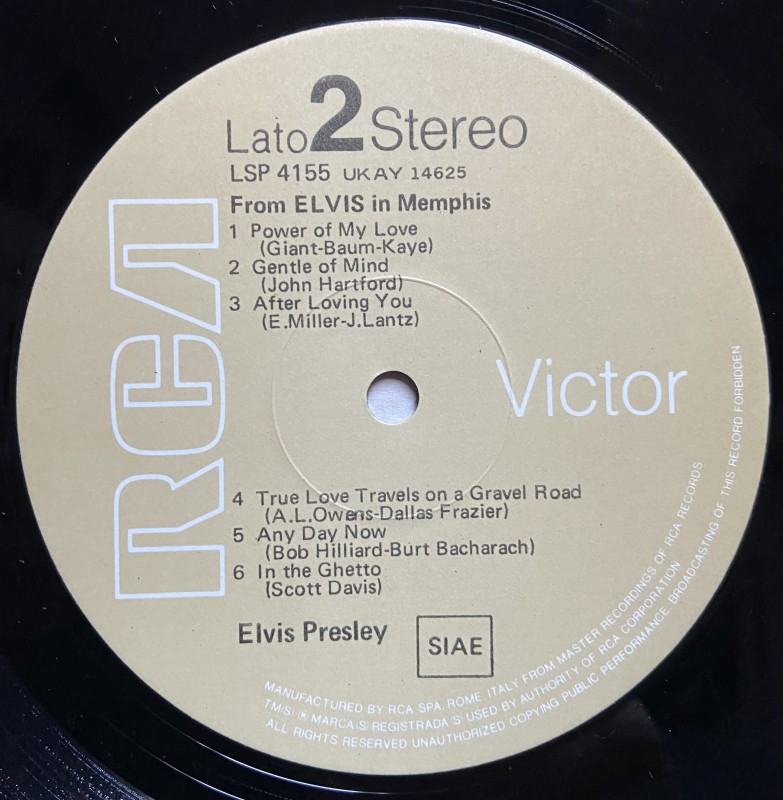 Lato 2 Stereo
LSP 4155 UKAY 14625
From ELVIS in Memphis
1 Power of My Love
(Giant-Baum-Kaye)
2 Gentle of Mind
(John Hartford)
3 After Loving You
(E.Miller-J.Lantz)
RCA
Victor
4 True Love Travels on a Gravel Road
(A.L.Owens-Dallas Frazier)
5 Any Day Now
(Bob Hilliard-Burt Bacharach)
6 In the Ghetto
(Scott Davis)
Elvis Presley
SIAE
MANUFACTURED BY RCA SPA. ROME ITALY FROM MASTER RECORDINGS OF RCA RECORDS
TM(S) ® MARCA(S) REGISTRADA(S) USED BY AUTHORITY OF RCA CORPORATION
ALL RIGHTS RESERVED UNAUTHORIZED COPYING PUBLIC PERFORMANCE, BROADCASTING OF THIS RECORD FORBIDDEN